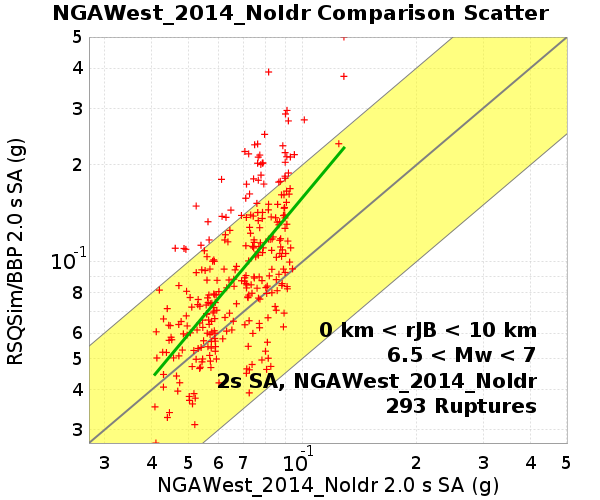 NGAWest_2014_NoIdr Comparison Scatter
RSQSim/BBP 2.0 s SA (g)
5
4
3
2
10-1
8
6
5
4
3
0 km < rJB < 10 km
6.5 < Mw < 7
2s SA, NGAWest_2014_NoIdr
293 Ruptures
3 4 5 6 7 10-1 2 3 4 5
NGAWest_2014_NoIdr 2.0 s SA (g)